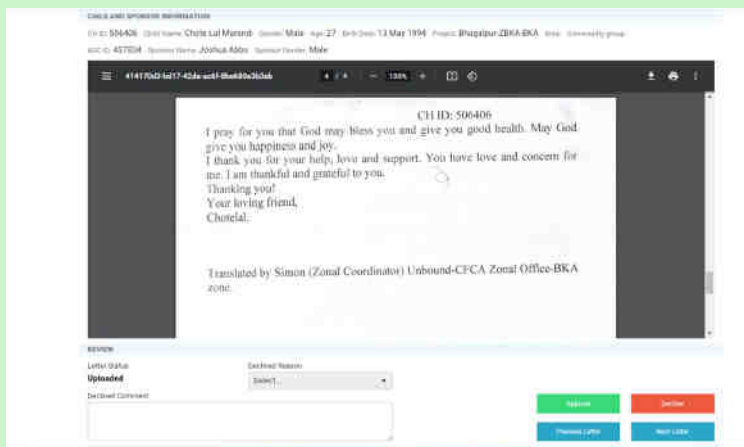 CHILD AND SPONSOR INFORMATION
CH ID: 506406 Child Name: Chote Lal Marandi Gender: Male Age: 27 Birth Date: 13 May 1994 Project: Bhagalpur-ZBKA-BKA Area: Community group:
Sponsor Name: Joshua Abbs Sponsor Gender: Male
4 / 4 100%
CH ID: 506406
I pray for you that God may bless you and give you good health. May God
give you happiness and joy.
I thank you for your help, love and support. You have love and concern for
me. I am thankful and grateful to you.
Thanking you!
Your loving friend,
Chotelal.
Translated by Simon (Zonal Coordinator) Unbound-CFCA Zonal Office-BKA
zone.
REVIEW
Letter Status Declined Reason
Uploaded Select...
Declined Comment
Approve Decline
Previous Letter Next Letter